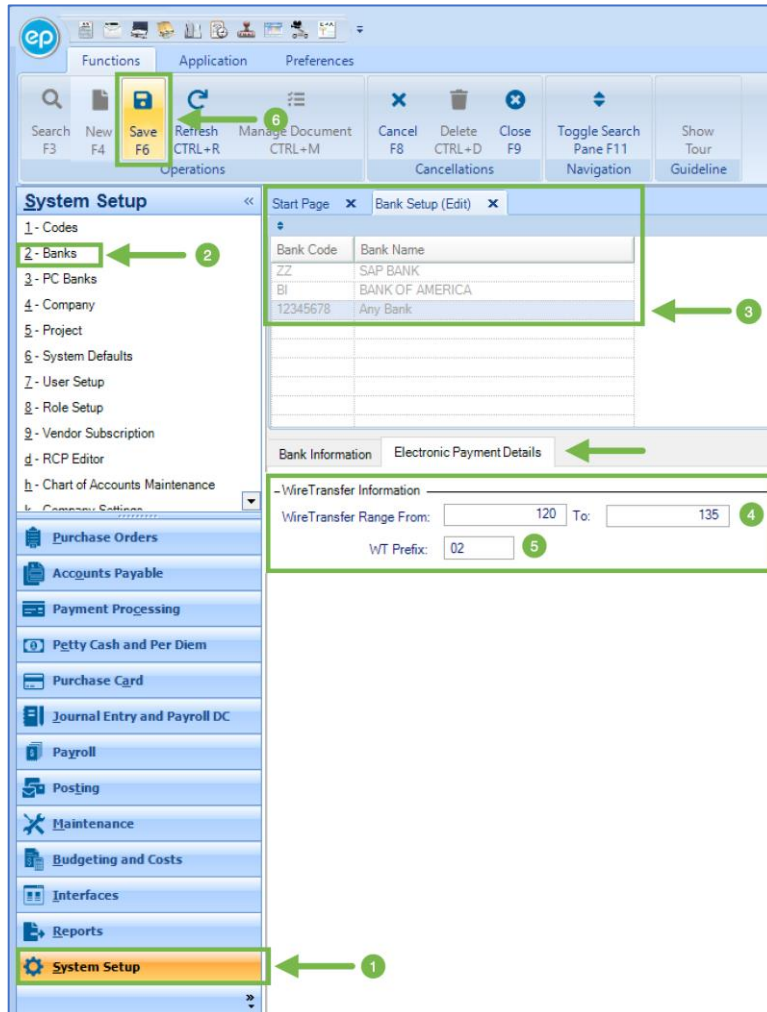 ep
Functions Application Preferences
Search F3
New F4
Save F6
Refresh CTRL+R
Manage Document CTRL+M
Operations
Cancel F8
Delete CTRL+D
Close F9
Cancellations
Toggle Search Pane F11
Navigation
Show Tour
Guideline
6
System Setup «
1 - Codes
2 - Banks
2
3 - PC Banks
4 - Company
5 - Project
6 - System Defaults
7 - User Setup
8 - Role Setup
9 - Vendor Subscription
d - RCP Editor
h - Chart of Accounts Maintenance
k - Company Settings
Purchase Orders
Accounts Payable
Payment Processing
Petty Cash and Per Diem
Purchase Card
Journal Entry and Payroll DC
Payroll
Posting
Maintenance
Budgeting and Costs
Interfaces
Reports
System Setup
1
»
Start Page X Bank Setup (Edit) X
Bank Code Bank Name
ZZ SAP BANK
BI BANK OF AMERICA
12345678 Any Bank
3
Bank Information Electronic Payment Details
WireTransfer Information
WireTransfer Range From: 120 To: 135
4
WT Prefix: 02
5